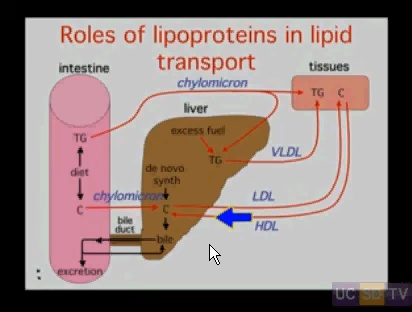 Roles of lipoproteins in lipid
transport
intestine
chylomicron
tissues
TG C
liver
excess fuel
TG
TG
VLDL
de novo
synth
diet
chylomicron
LDL
C
C
HDL
bile
duct
bile
excretion
UC SD TV